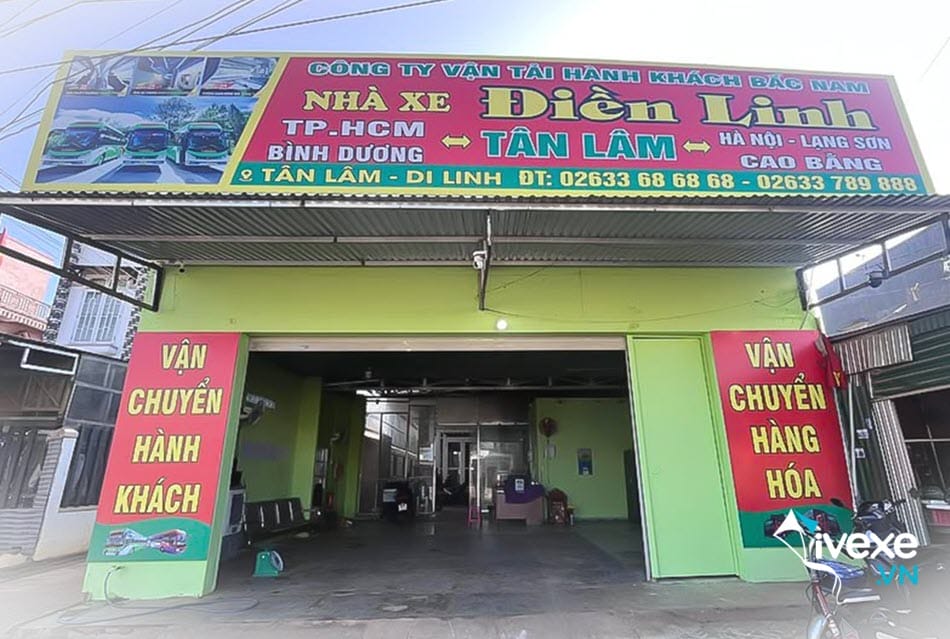 CÔNG TY VẬN TẢI HÀNH KHÁCH BẮC NAM
NHÀ XE Điền Linh
TP.HCM
BÌNH DƯƠNG
TÂN LÂM
HÀ NỘI - LẠNG SƠN
CAO BẰNG
TÂN LÂM - DI LINH ĐT: 02633 68 68 68 - 02633 789 888
VẬN
CHUYỂN
HÀNH
KHÁCH
VẬN
CHUYỂN
HÀNG
HÓA
ivexe
.VN